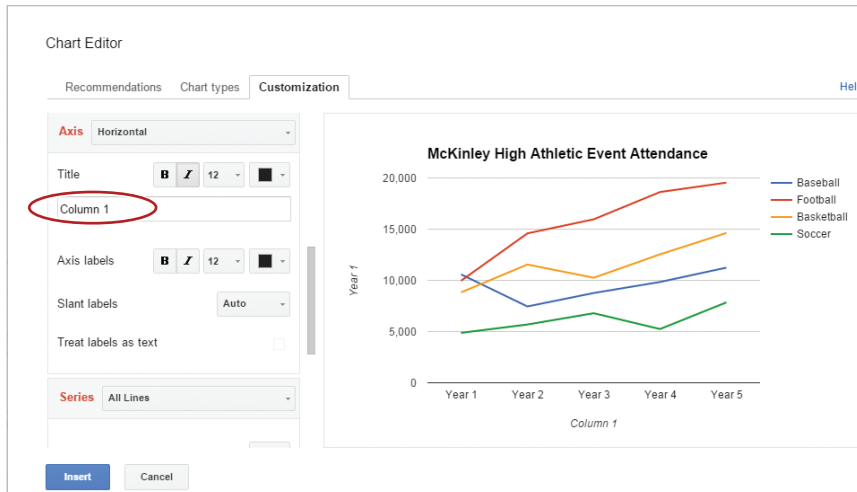 Chart Editor
Recommendations Chart types Customization
Hel
Axis Horizontal
Title B I 12
Column 1
Axis labels B I 12
Slant labels Auto
Treat labels as text
Series All Lines
Insert Cancel
McKinley High Athletic Event Attendance
20,000
15,000
10,000
5,000
0
Year 1
Year 1 Year 2 Year 3 Year 4 Year 5
Column 1
Baseball
Football
Basketball
Soccer